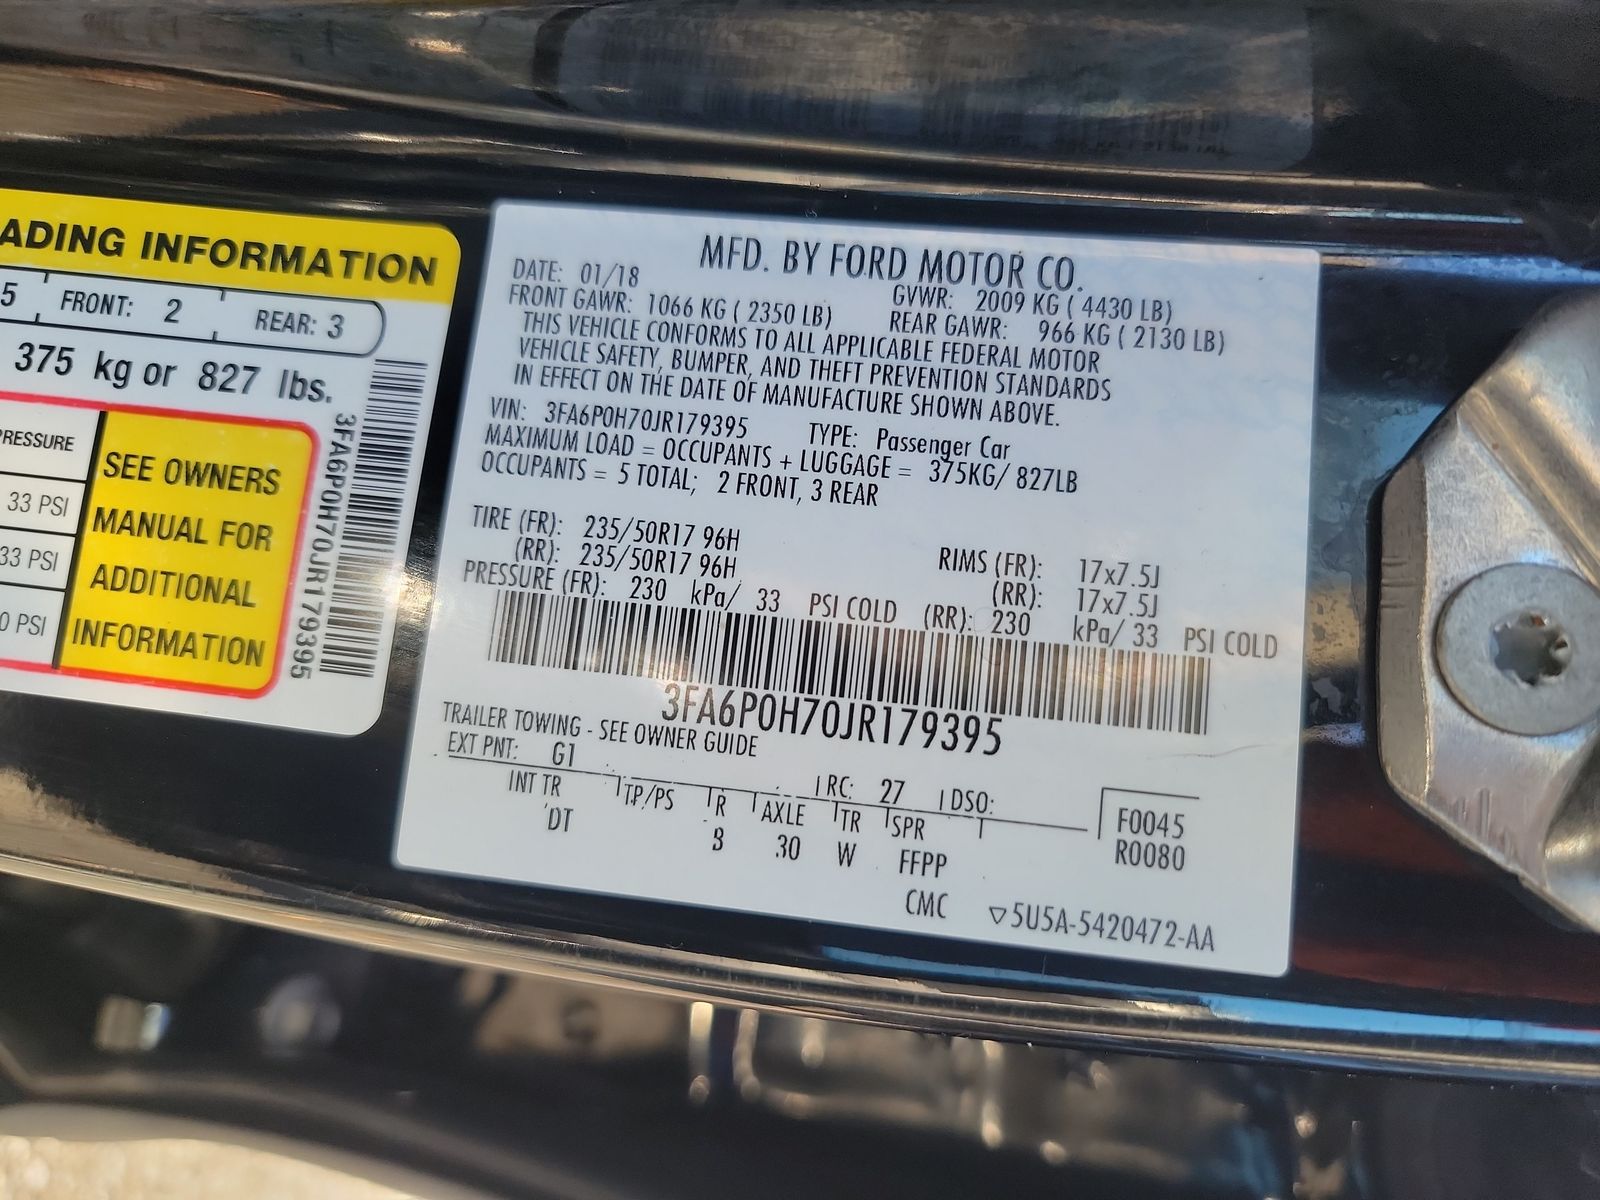 ADING INFORMATION
5 FRONT: 2 REAR: 3
375 kg or 827 lbs.
RESSURE
33 PSI
33 PSI
0 PSI
SEE OWNERS
MANUAL FOR
ADDITIONAL
INFORMATION
3FA6P0H70JR179395
MFD. BY FORD MOTOR CO.
DATE: 01/18 GVWR: 2009 KG ( 4430 LB)
FRONT GAWR: 1066 KG ( 2350 LB) REAR GAWR: 966 KG ( 2130 LB)
THIS VEHICLE CONFORMS TO ALL APPLICABLE FEDERAL MOTOR
VEHICLE SAFETY, BUMPER, AND THEFT PREVENTION STANDARDS
IN EFFECT ON THE DATE OF MANUFACTURE SHOWN ABOVE.
VIN: 3FA6P0H70JR179395 TYPE: Passenger Car
MAXIMUM LOAD = OCCUPANTS + LUGGAGE = 375KG/ 827LB
OCCUPANTS = 5 TOTAL; 2 FRONT, 3 REAR
TIRE (FR): 235/50R17 96H RIMS (FR): 17x7.5J
(RR): 235/50R17 96H (RR): 17x7.5J
PRESSURE (FR): 230 kPa/ 33 PSI COLD (RR): 230 kPa/ 33 PSI COLD
3FA6P0H70JR179395
TRAILER TOWING - SEE OWNER GUIDE
EXT PNT: G1 RC: 27 DSO:
INT TR TP/PS R AXLE TR SPR F0045
DT B 30 W FFPP R0080
CMC ▽5U5A-5420472-AA